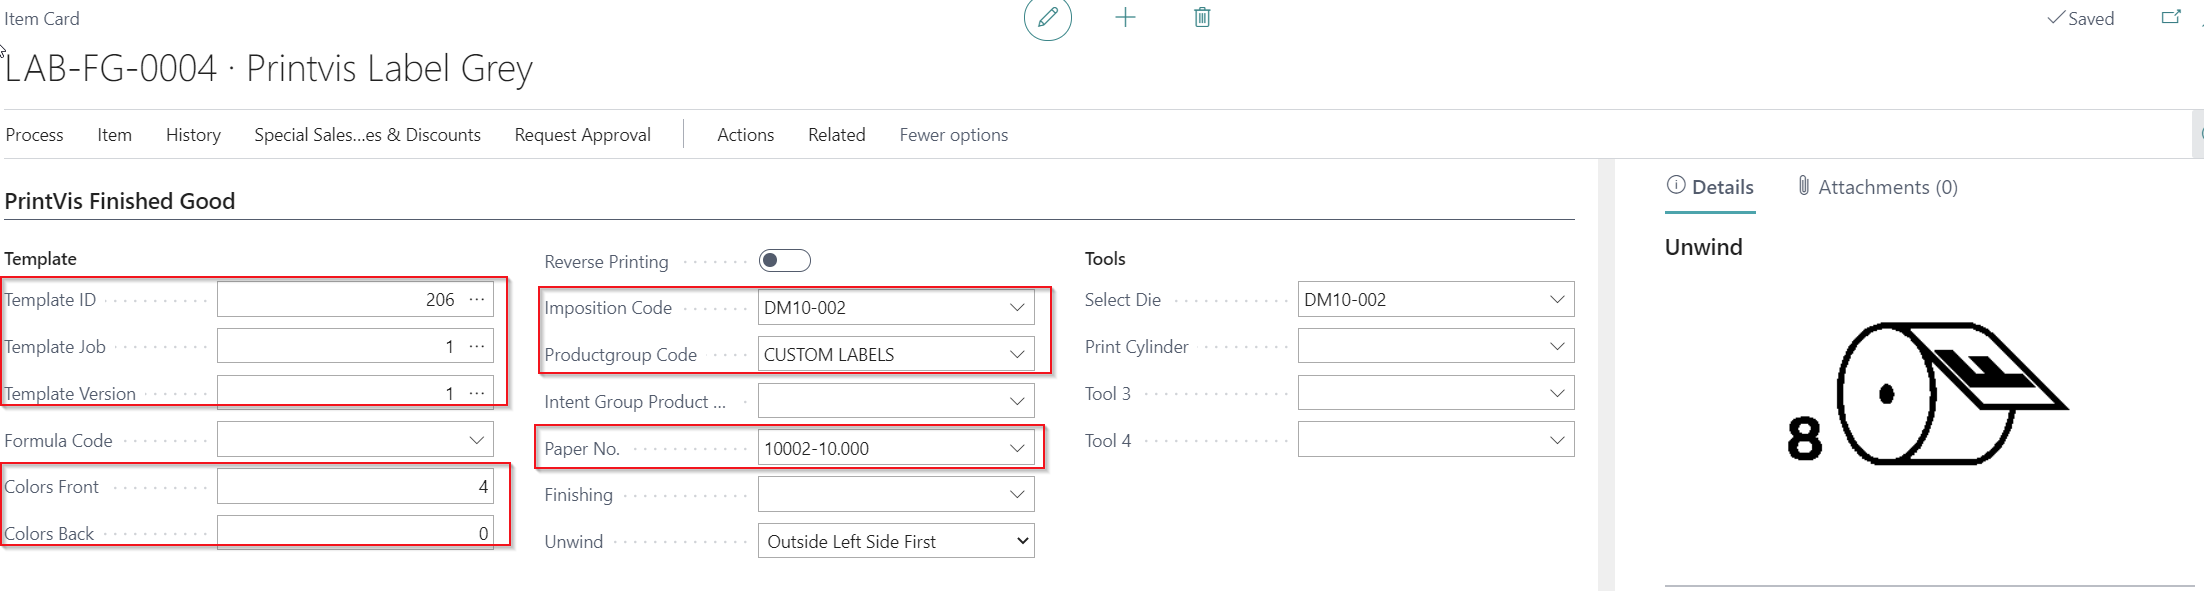 Item Card
Saved
LAB-FG-0004 · Printvis Label Grey
Process Item History Special Sales...es & Discounts Request Approval Actions Related Fewer options
PrintVis Finished Good
Template
Template ID 206 ...
Template Job 1 ...
Template Version 1 ...
Formula Code
Colors Front 4
Colors Back 0
Reverse Printing
Imposition Code DM10-002
Productgroup Code CUSTOM LABELS
Intent Group Product ...
Paper No. 10002-10.000
Finishing
Unwind Outside Left Side First
Tools
Select Die DM10-002
Print Cylinder
Tool 3
Tool 4
Details Attachments (0)
Unwind
F
8